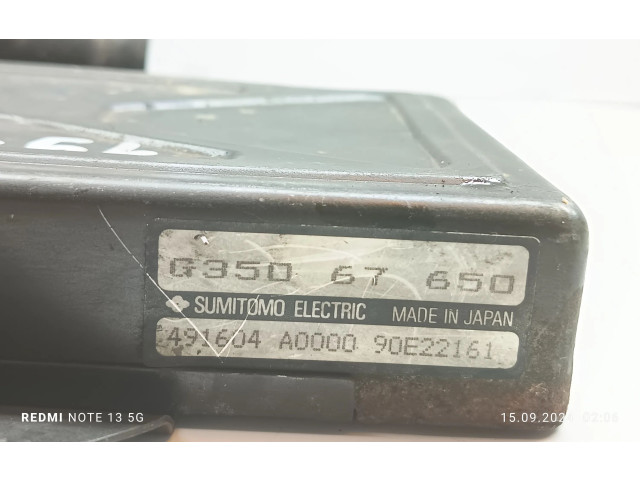 G350 67 650
SUMITOMO ELECTRIC MADE IN JAPAN
491604 A0000 90E22161
REDMI NOTE 13 5G